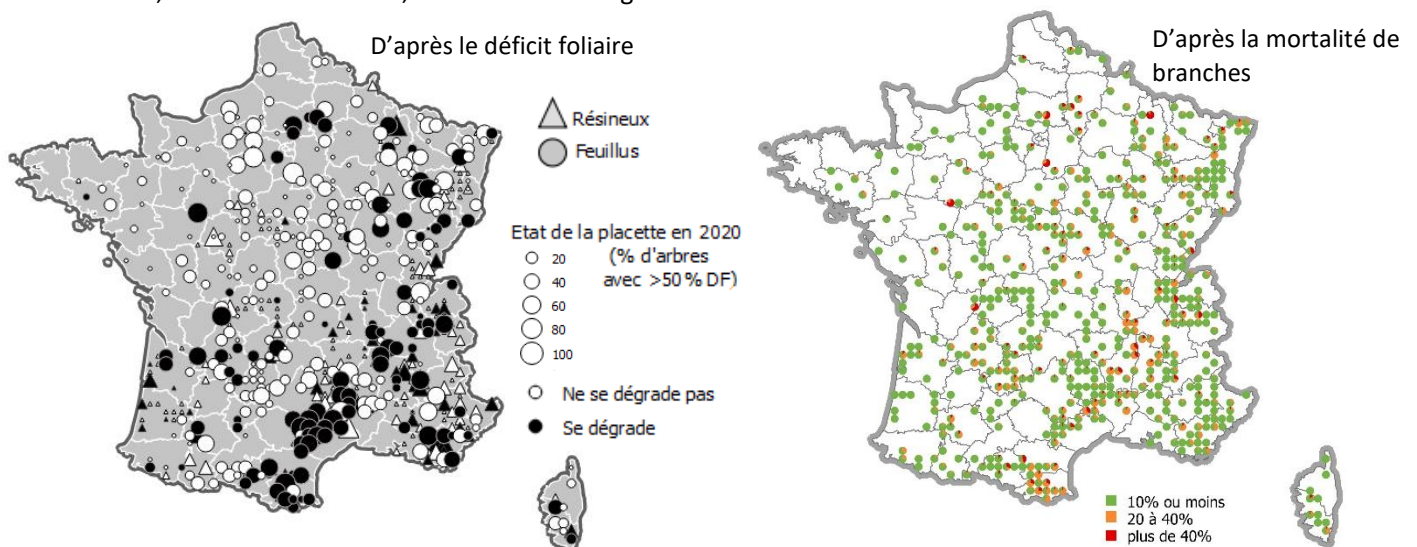 D’après le déficit foliaire
Résineux
Feuillus
Etat de la placette en 2020
(% d'arbres
avec >50 % DF)
20
40
60
80
100
Ne se dégrade pas
Se dégrade
D’après la mortalité de
branches
10% ou moins
20 à 40%
plus de 40%